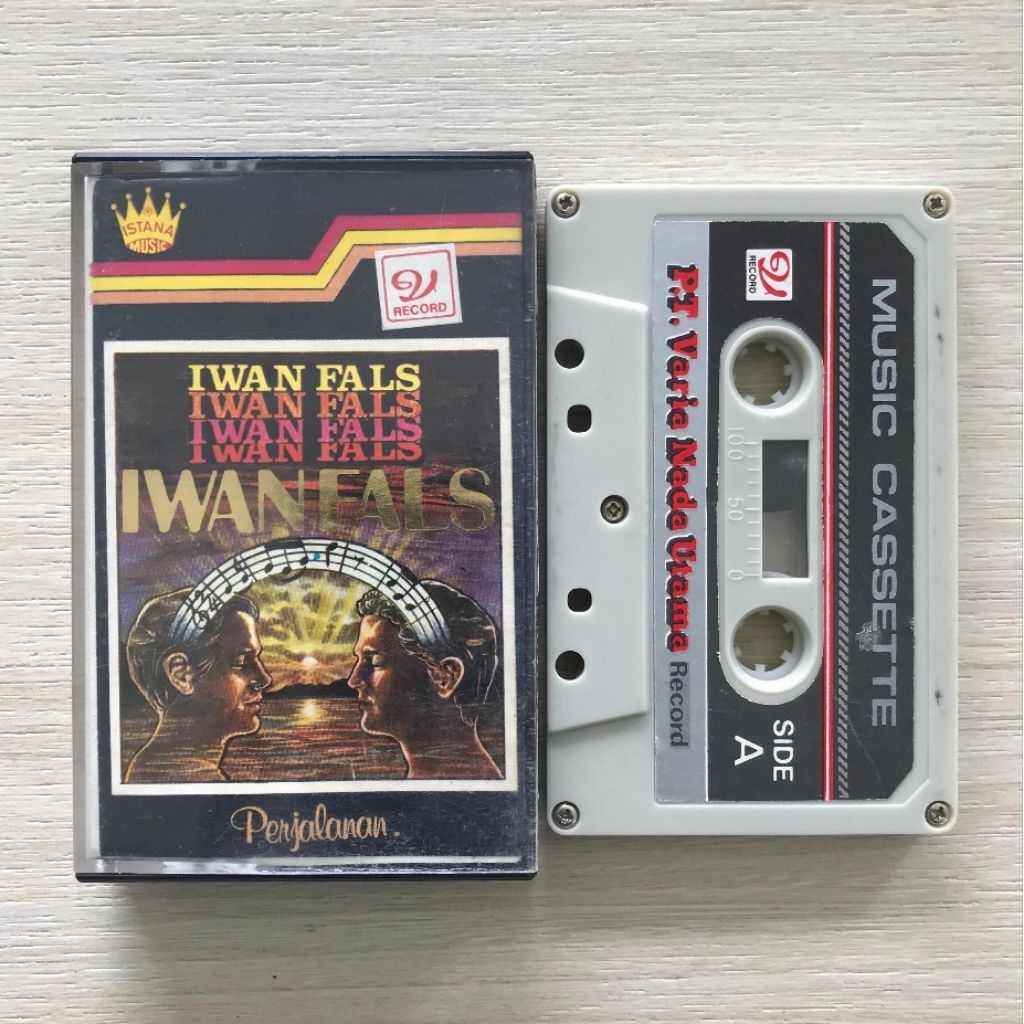 ®
ISTANA
MUSIC
RECORD
IWAN FALS
IWAN FALS
IWAN FALS
IWAN FALS
IWAN FALS
Perjalanan.
RECORD
P.T. Varia Nada Utama Record
100 50 0
SIDE
A
MUSIC CASSETTE